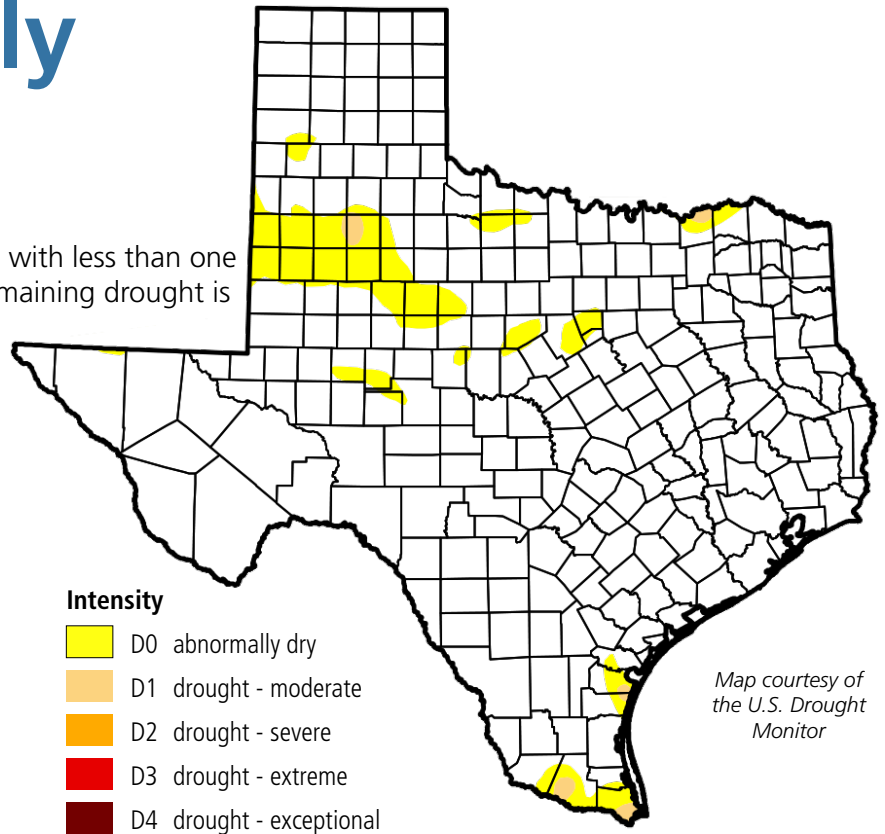 ly
with less than one
maining drought is
Intensity
D0 abnormally dry
D1 drought - moderate
D2 drought - severe
D3 drought - extreme
D4 drought - exceptional
Map courtesy of
the U.S. Drought
Monitor